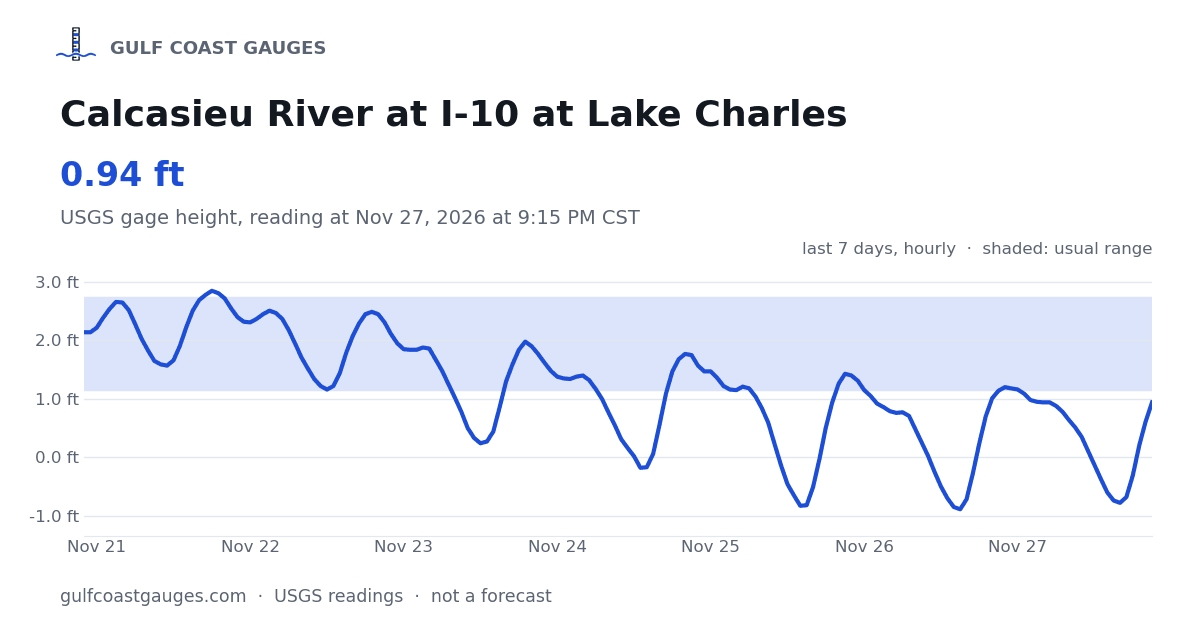 GULF COAST GAUGES
Calcasieu River at I-10 at Lake Charles
0.94 ft
USGS gage height, reading at Nov 27, 2026 at 9:15 PM CST
last 7 days, hourly · shaded: usual range
3.0 ft
2.0 ft
1.0 ft
0.0 ft
-1.0 ft
Nov 21 Nov 22 Nov 23 Nov 24 Nov 25 Nov 26 Nov 27
gulfcoastgauges.com · USGS readings · not a forecast